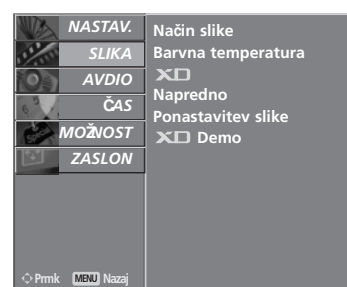 NASTAV.
SLIKA
AVDIO
ČAS
MOŽNOST
ZASLON
Način slike
Barvna temperatura
XD
Napredno
Ponastavitev slike
XD Demo
Prmk MENU Nazaj